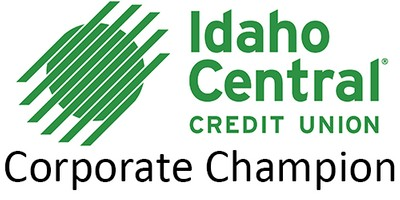 Idaho
Central®
CREDIT UNION
Corporate Champion